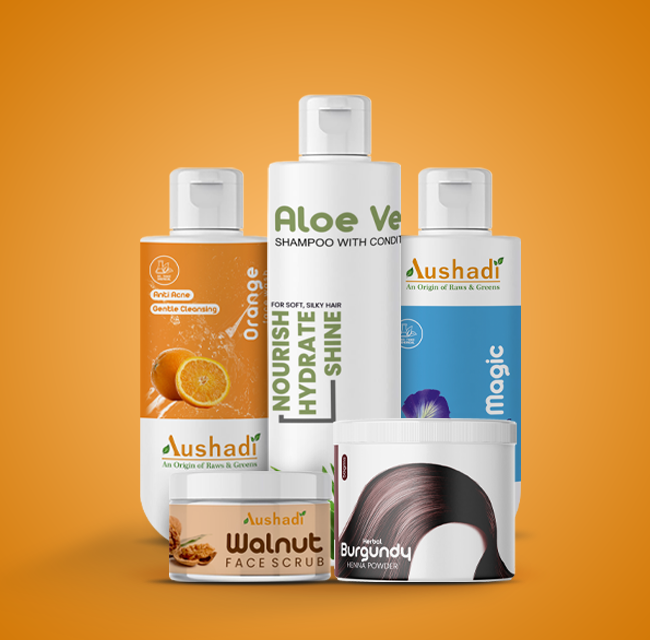 Aloe Ve
SHAMPOO WITH CONDIT
FOR SOFT, SILKY HAIR
NOURISH
HYDRATE
SHINE
Anti Acne
Gentle Cleansing
Orange
Aushadi
An Origin of Raws & Greens
Aushadi
An Origin of Raws & Greens
Magic
Aushadi
Walnut
FACE SCRUB
Herbal
Burgundy
HENNA POWDER